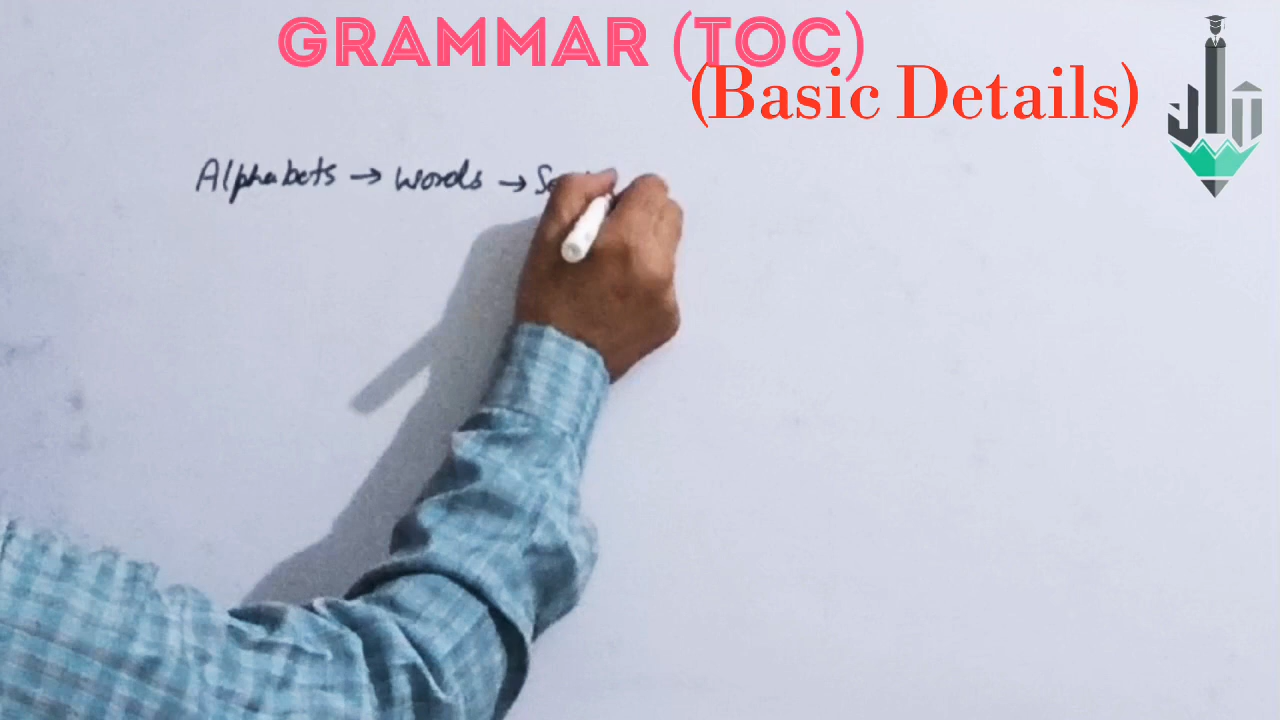 GRAMMAR (TOC)
(Basic Details)
Alphabets → words →